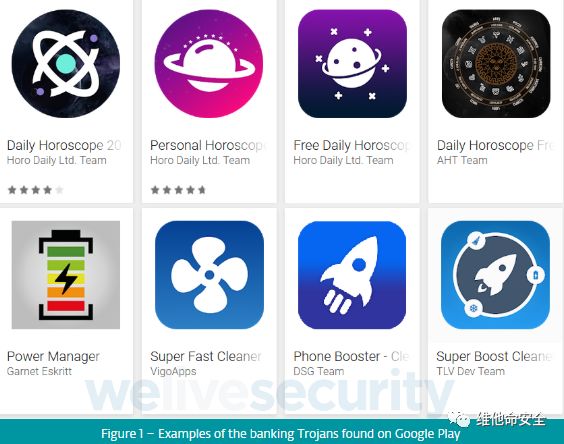 Daily Horoscope 20
Personal Horoscope
Free Daily Horoscop
Daily Horoscope Fre
Horo Daily Ltd. Team
Horo Daily Ltd. Team
Horo Daily Ltd. Team
AHT Team
Power Manager
Super Fast Cleaner
Phone Booster - Cle
Super Boost Cleane
Garnet Eskritt
VigoApps
DSG Team
TLV Dev Team
welivesecurity
维他命安全
Figure 1 – Examples of the banking Trojans found on Google Play